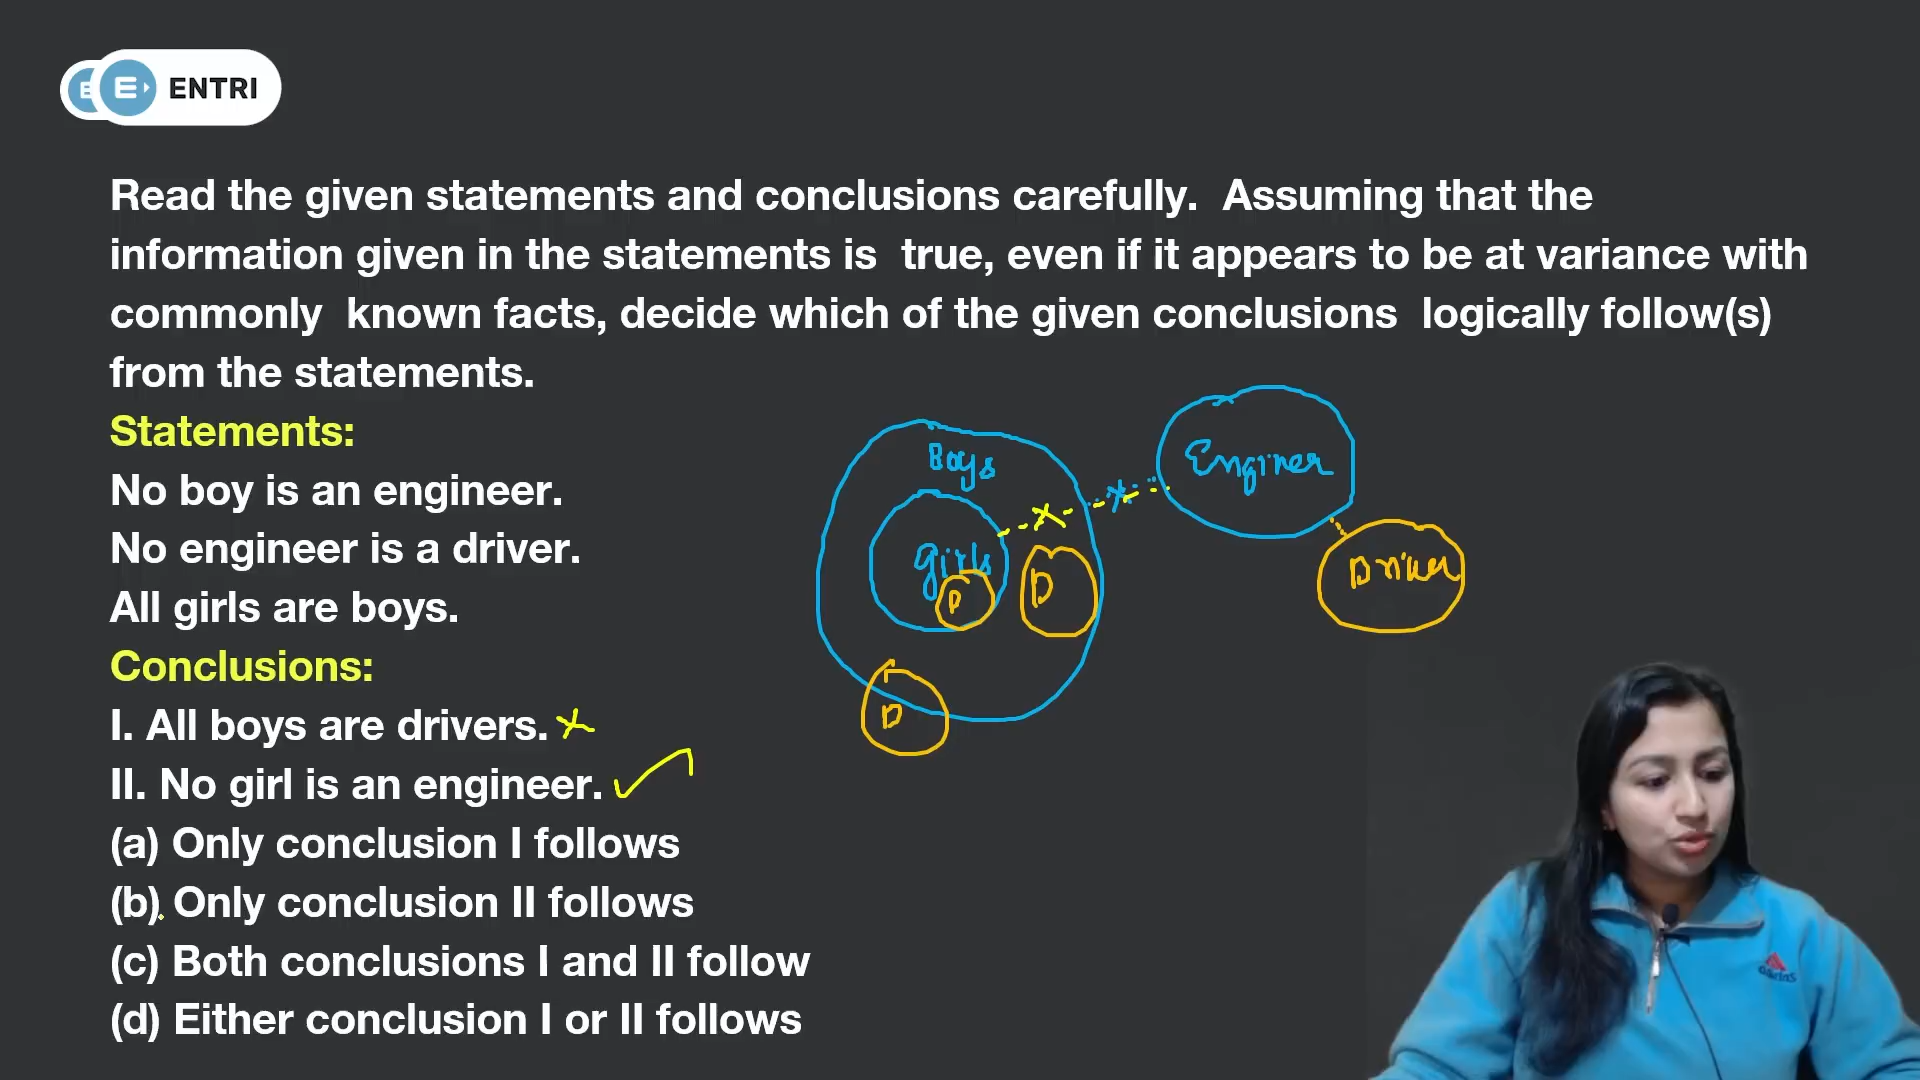 ENTRI
Read the given statements and conclusions carefully. Assuming that the
information given in the statements is true, even if it appears to be at variance with
commonly known facts, decide which of the given conclusions logically follow(s)
from the statements.
Statements:
No boy is an engineer.
No engineer is a driver.
All girls are boys.
Conclusions:
I. All boys are drivers.
II. No girl is an engineer.
(a) Only conclusion I follows
(b) Only conclusion II follows
(c) Both conclusions I and II follow
(d) Either conclusion I or II follows
Boys
girls
D
D
D
Enginer
Driver
adidas